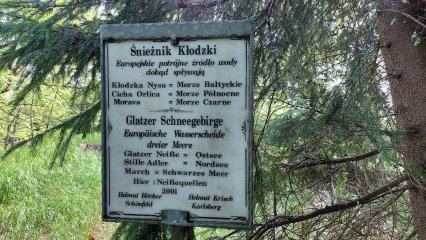 Śnieżnik Kłodzki
Europejskie potrójne źródło wody
dokąd spływają
Kłodzka Nysa = Morze Bałtyckie
Cicha Orlica = Morze Północne
Morava = Morze Czarne
Glatzer Schneegebirge
Europäische Wasserscheide
dreier Meere
Glatzer Neiße = Ostsee
Stille Adler = Nordsee
March = Schwarzes Meer
Hier : Neißequellen
2001
Helmut Höcker Helmut Krisch
Schönfeld Karlsberg